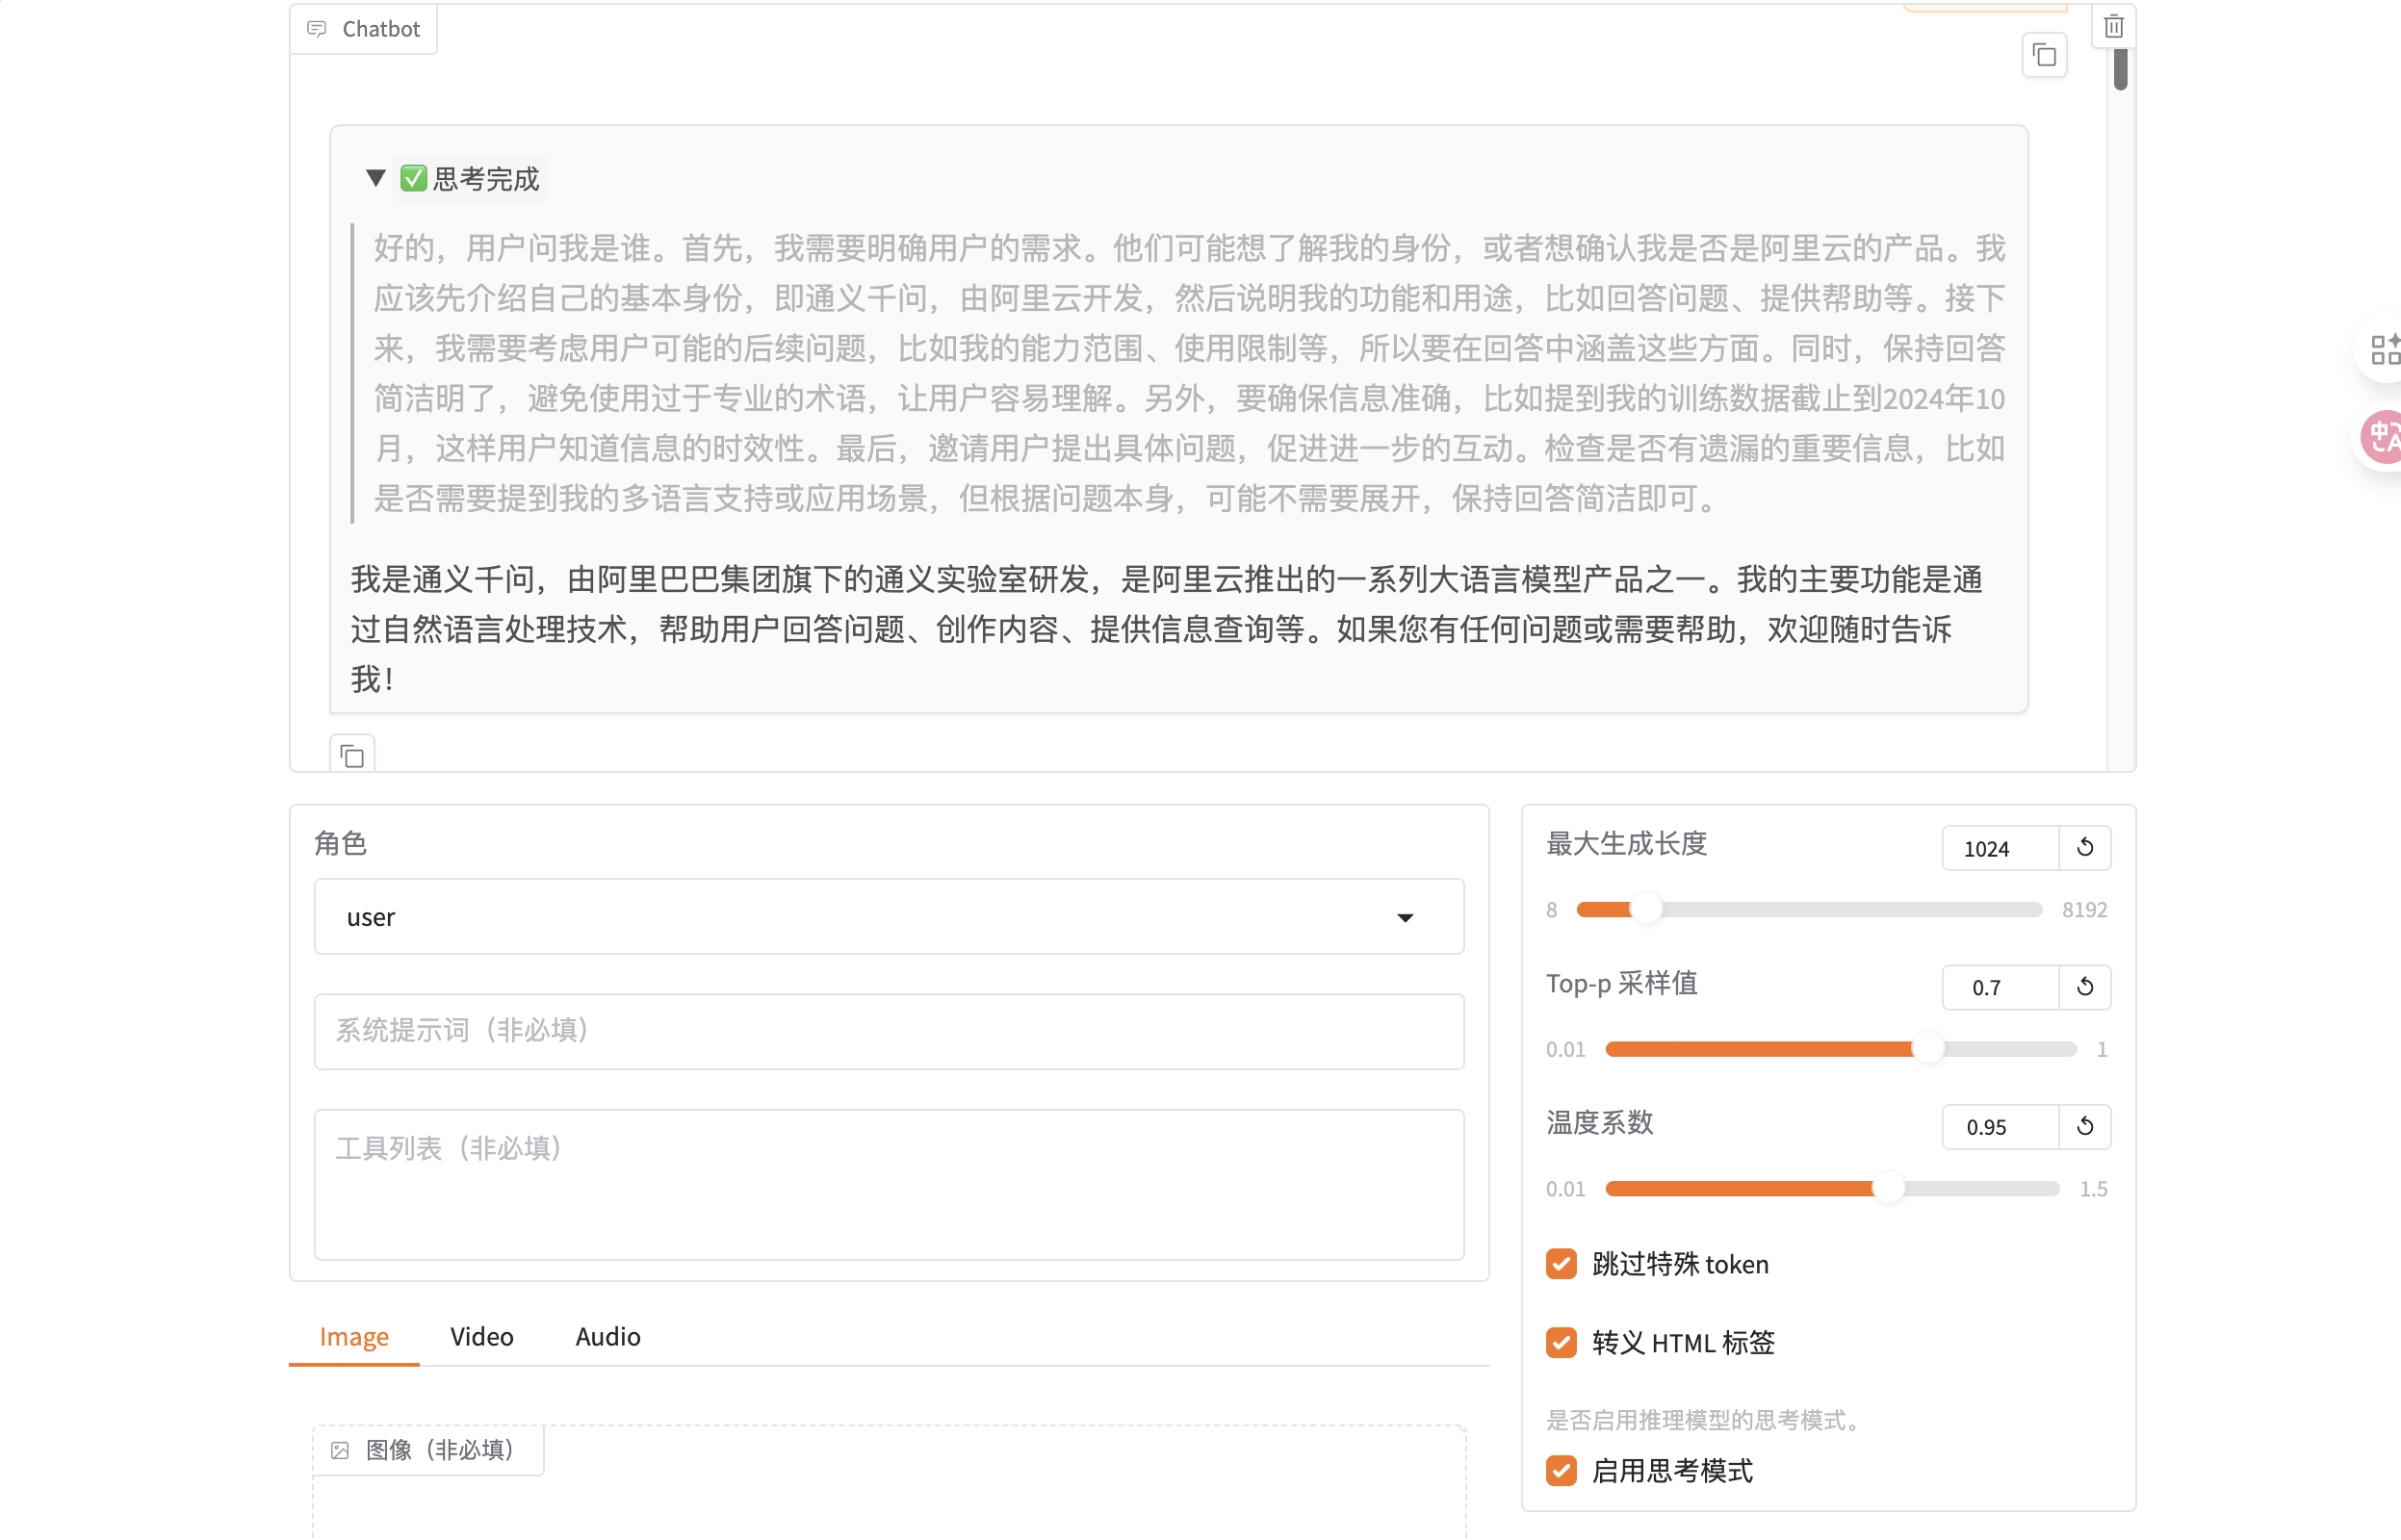 Chatbot
✅思考完成
好的，用户问我是谁。首先，我需要明确用户的需求。他们可能想了解我的身份，或者想确认我是否是阿里云的产品。我
应该先介绍自己的基本身份，即通义千问，由阿里云开发，然后说明我的功能和用途，比如回答问题、提供帮助等。接下
来，我需要考虑用户可能的后续问题，比如我的能力范围、使用限制等，所以要在回答中涵盖这些方面。同时，保持回答
简洁明了，避免使用过于专业的术语，让用户容易理解。另外，要确保信息准确，比如提到我的训练数据截止到2024年10
月，这样用户知道信息的时效性。最后，邀请用户提出具体问题，促进进一步的互动。检查是否有遗漏的重要信息，比如
是否需要提到我的多语言支持或应用场景，但根据问题本身，可能不需要展开，保持回答简洁即可。
我是通义千问，由阿里巴巴集团旗下的通义实验室研发，是阿里云推出的一系列大语言模型产品之一。我的主要功能是通
过自然语言处理技术，帮助用户回答问题、创作内容、提供信息查询等。如果您有任何问题或需要帮助，欢迎随时告诉
我！
角色
user
系统提示词（非必填）
工具列表（非必填）
Image Video Audio
图像（非必填）
最大生成长度
1024
8 8192
Top-p 采样值
0.7
0.01 1
温度系数
0.95
0.01 1.5
跳过特殊 token
转义 HTML 标签
是否启用推理模型的思考模式。
启用思考模式
中A